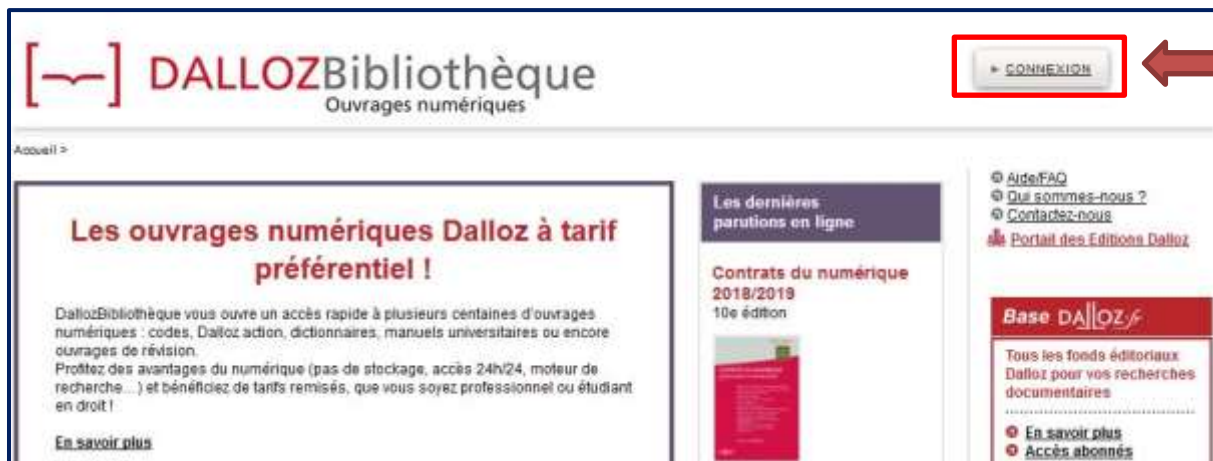 DALLOZBibliothèque
Ouvrages numériques
CONNEXION
Accueil >
Les ouvrages numériques Dalloz à tarif
préférentiel !
DallozBibliothèque vous ouvre un accès rapide à plusieurs centaines d'ouvrages
numériques : codes, Dalloz action, dictionnaires, manuels universitaires ou encore
ouvrages de révision.
Profitez des avantages du numérique (pas de stockage, accès 24h/24, moteur de
recherche...) et bénéficiez de tarifs remisés, que vous soyez professionnel ou étudiant
en droit !
En savoir plus
Les dernières
parutions en ligne
Contrats du numérique
2018/2019
10e édition
Aide/FAQ
Qui sommes-nous ?
Contactez-nous
Portail des Editions Dalloz
Base DALLOZ.fr
Tous les fonds éditoriaux
Dalloz pour vos recherches
documentaires
En savoir plus
Accès abonnés